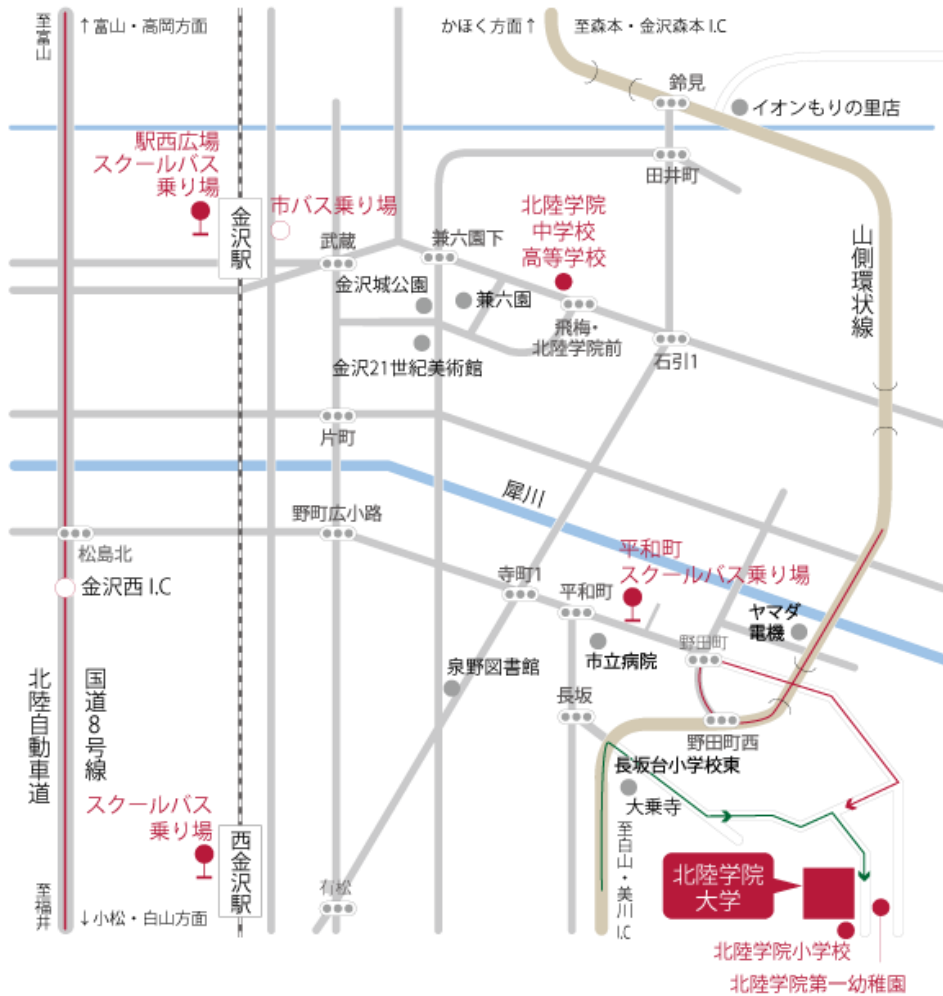 至富山
↑富山・高岡方面
かほく方面↑
至森本・金沢森本I.C
鈴見
イオンもりの里店
駅西広場
スクールバス
乗り場
田井町
金沢駅
市バス乗り場
武蔵
兼六園下
北陸学院
中学校
高等学校
山側環状線
金沢城公園
兼六園
飛梅・
北陸学院前
石引1
金沢21世紀美術館
片町
犀川
野町広小路
松島北
金沢西 I.C
寺町1
平和町
平和町
スクールバス乗り場
ヤマダ
電機
野田町
市立病院
泉野図書館
長坂
野田町西
北陸自動車道
国道8号線
長坂台小学校東
大乗寺
スクールバス
乗り場
西金沢駅
至白山・美川I.C
北陸学院
大学
有松
至福井
↓小松・白山方面
北陸学院小学校
北陸学院第一幼稚園